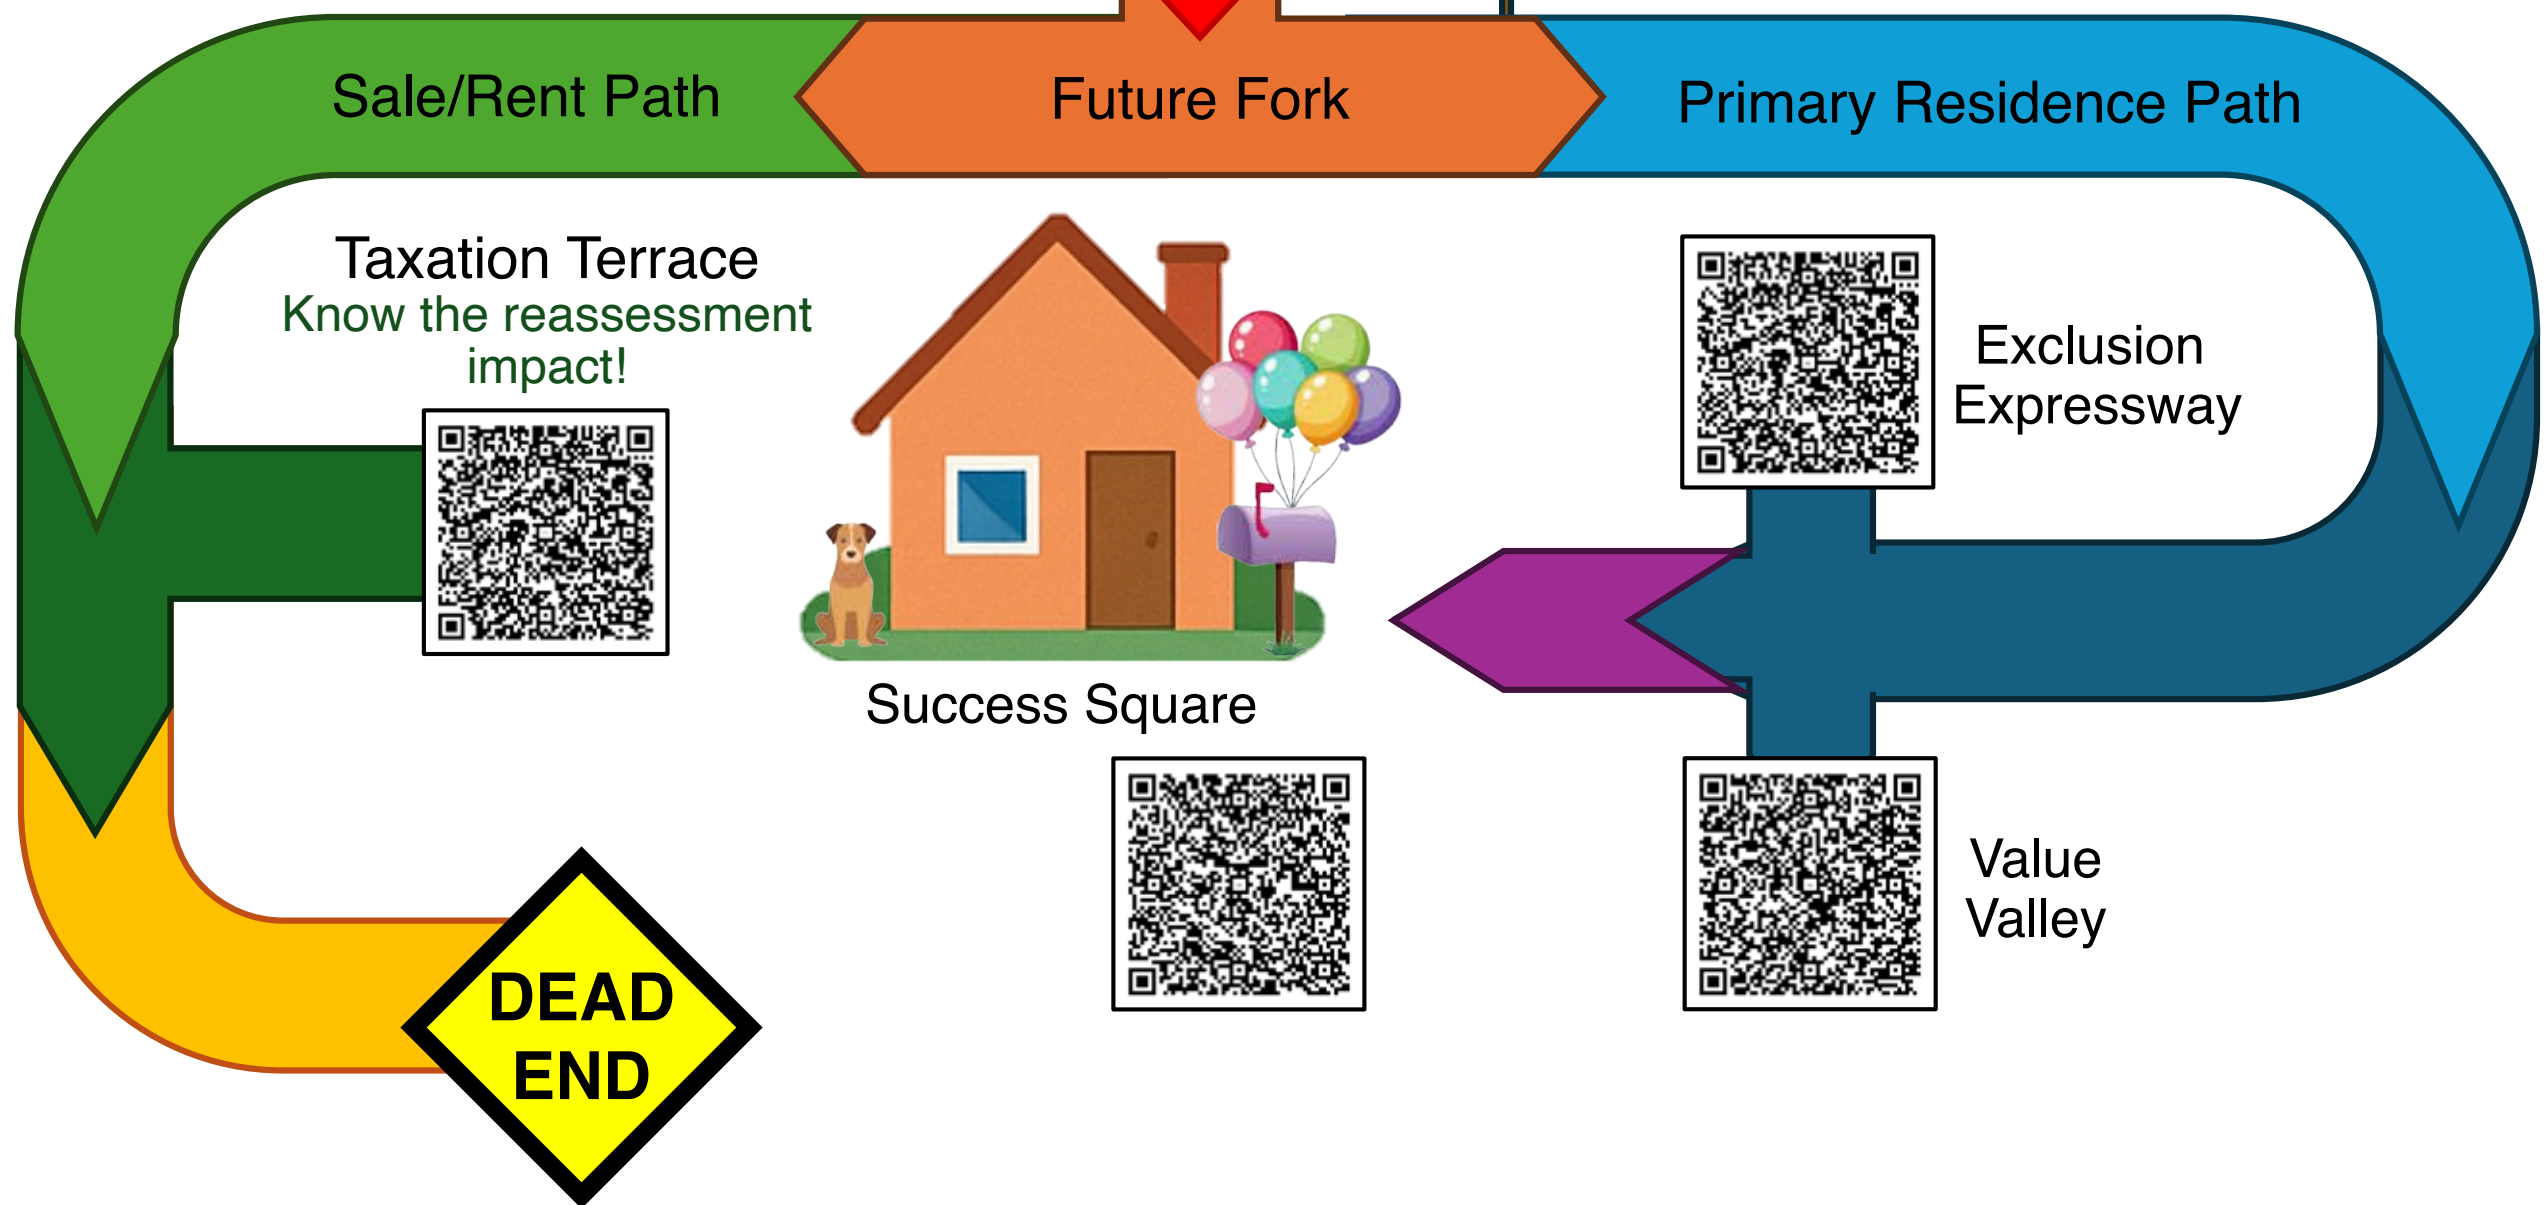 Sale/Rent Path
Future Fork
Primary Residence Path
Taxation Terrace
Know the reassessment
impact!
Exclusion
Expressway
Success Square
Value
Valley
DEAD
END